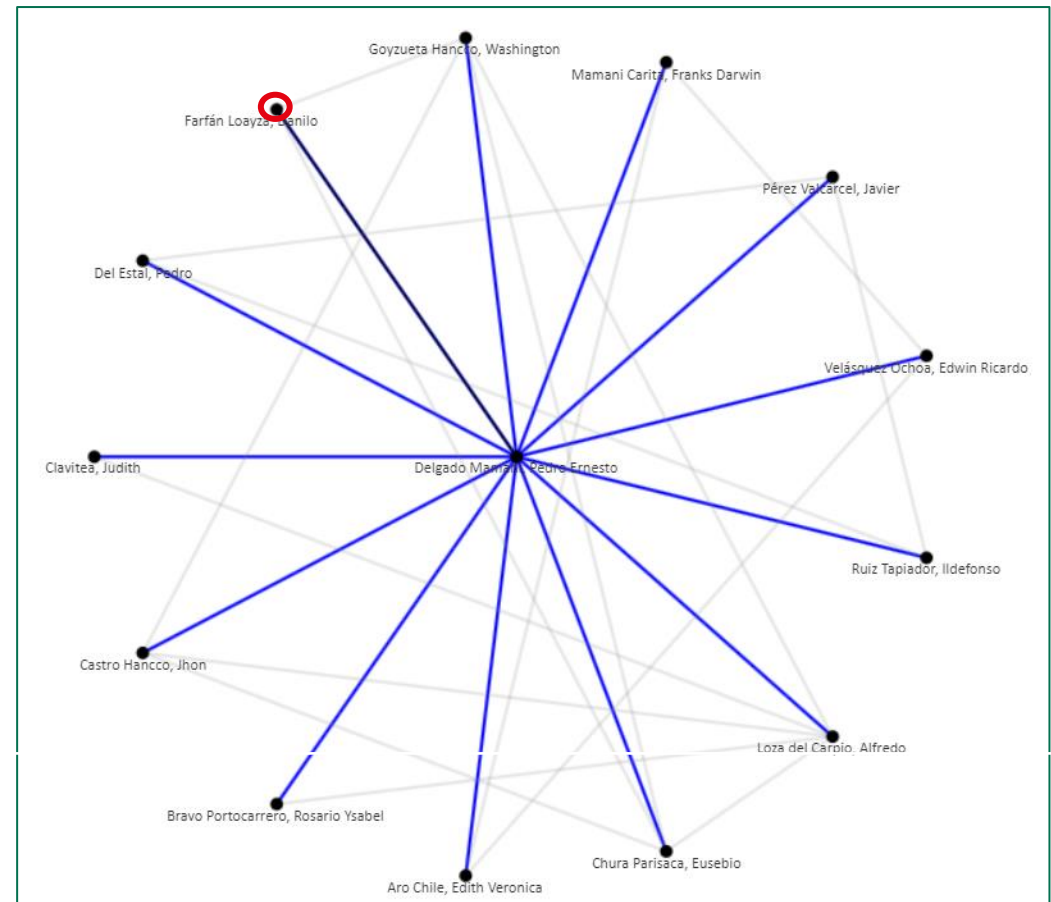 Goyzueta Hancco, Washington
Mamani Carita, Franks Darwin
Farfán Loayza, Danilo
Pérez Valcarcel, Javier
Del Estal, Pedro
Velásquez Ochoa, Edwin Ricardo
Clavitea, Judith
Delgado Mamani, Pedro Ernesto
Ruiz Tapiador, Ildefonso
Castro Hancco, Jhon
Loza del Carpio, Alfredo
Bravo Portocarrero, Rosario Ysabel
Chura Parisaca, Eusebio
Aro Chile, Edith Veronica